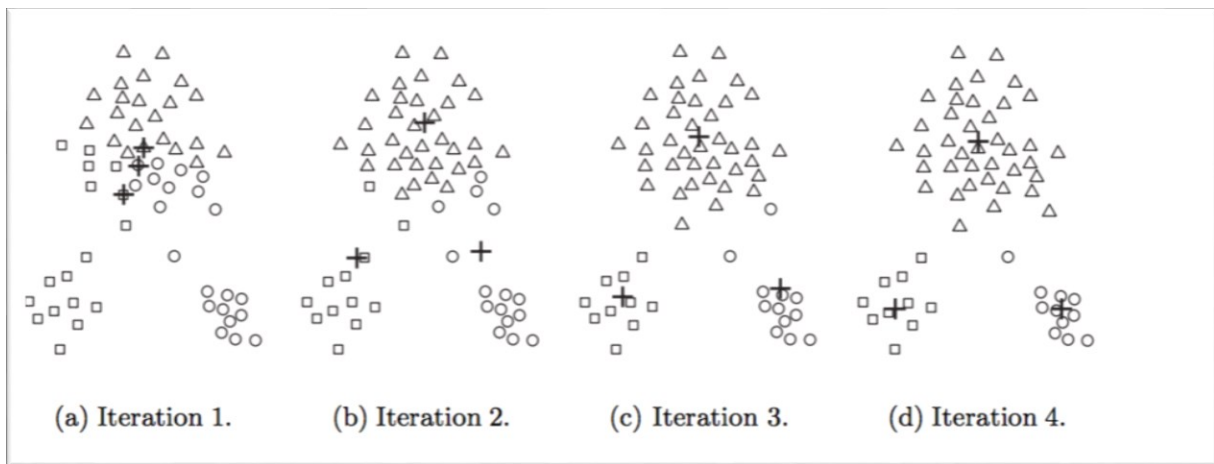 (a) Iteration 1.
(b) Iteration 2.
(c) Iteration 3.
(d) Iteration 4.